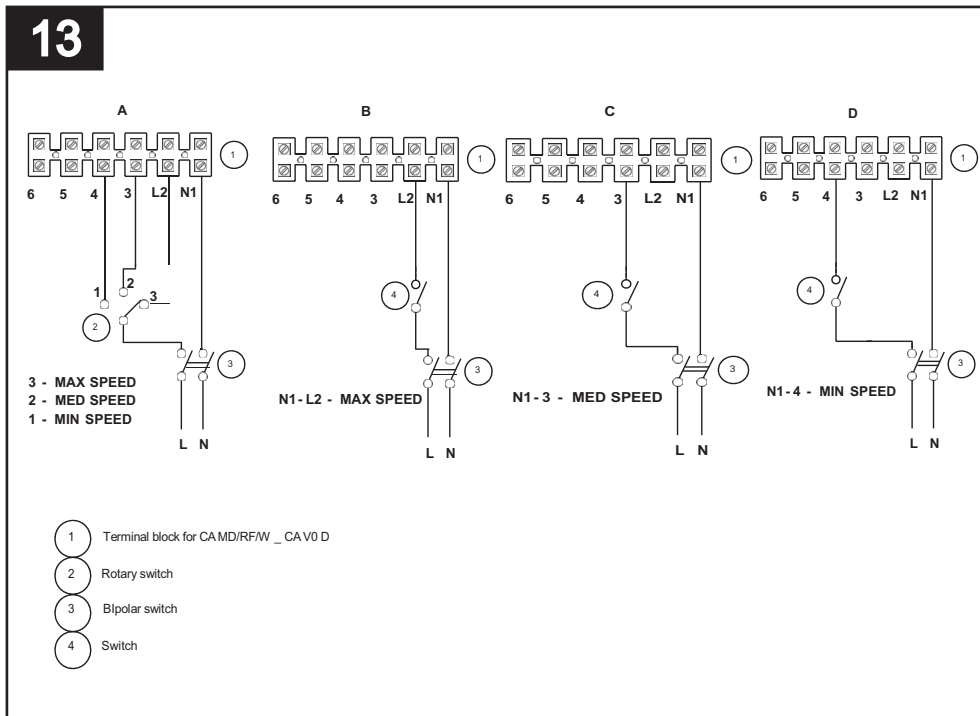 13
A
1
6 5 4 3 L2 N1
1 2 3
2
3
3 - MAX SPEED
2 - MED SPEED
1 - MIN SPEED
L N
B
1
6 5 4 3 L2 N1
4
3
N1-L2 - MAX SPEED
L N
C
1
6 5 4 3 L2 N1
4
3
N1-3 - MED SPEED
L N
D
1
6 5 4 3 L2 N1
4
3
N1-4 - MIN SPEED
L N
1 Terminal block for CA MD/RF/W _ CA V0 D
2 Rotary switch
3 BIpolar switch
4 Switch